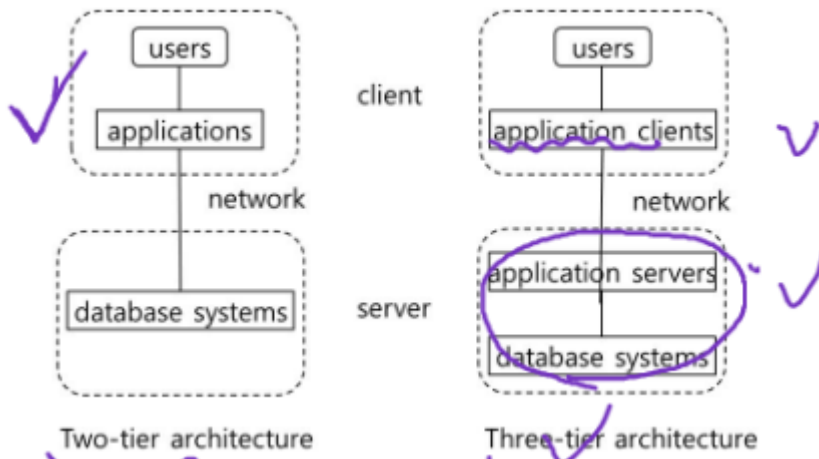 users
applications
network
database systems
Two-tier architecture
client
server
users
application clients
network
application servers
database systems
Three-tier architecture